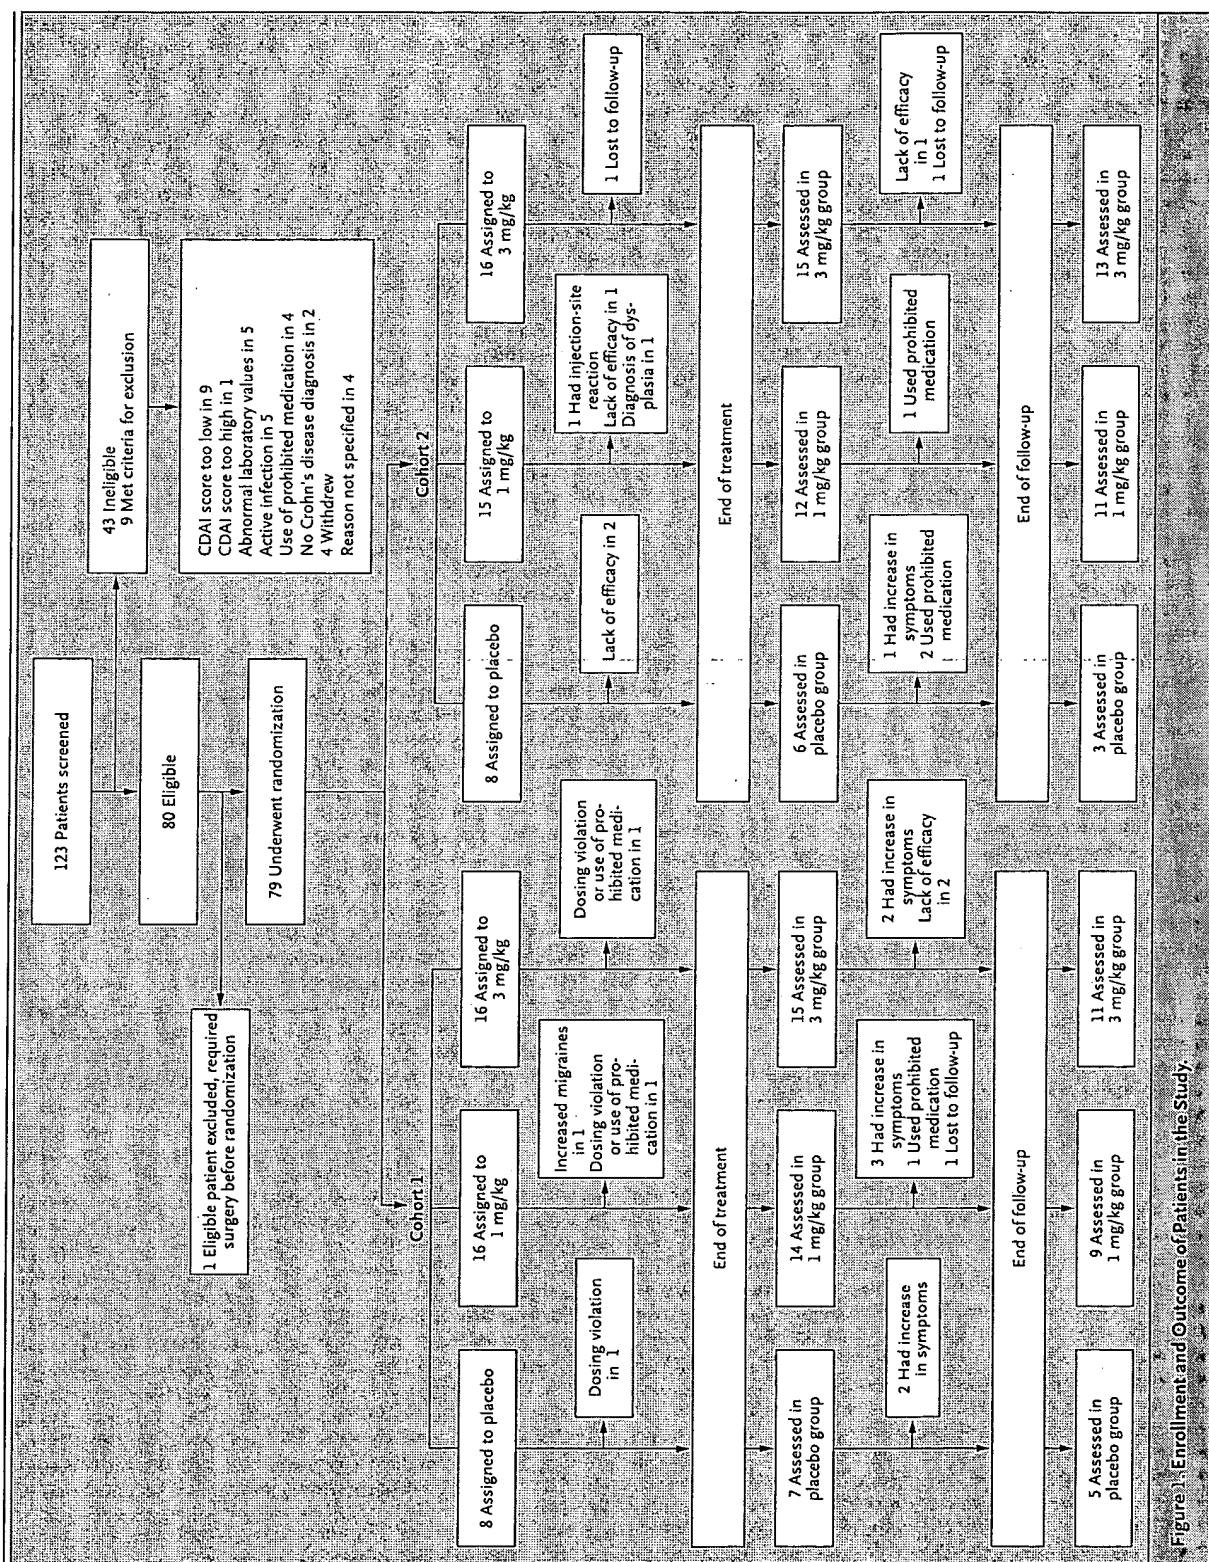 123 Patients screened
43 Ineligible
9 Met criteria for exclusion
80 Eligible
CDAI score too low in 9
CDAI score too high in 1
Abnormal laboratory values in 5
Active infection in 5
Use of prohibited medication in 4
No Crohn's disease diagnosis in 2
4 Withdrew
Reason not specified in 4
1 Eligible patient excluded, required
surgery before randomization
79 Underwent randomization
Cohort 1
Cohort 2
8 Assigned to placebo
16 Assigned to
1 mg/kg
16 Assigned to
3 mg/kg
8 Assigned to placebo
15 Assigned to
1 mg/kg
16 Assigned to
3 mg/kg
Dosing violation
in 1
Increased migraines
in 1
Dosing violation
or use of pro-
hibited medi-
cation in 1
Dosing violation
or use of pro-
hibited medi-
cation in 1
Lack of efficacy in 2
1 Had injection-site
reaction
Lack of efficacy in 1
Diagnosis of dys-
plasia in 1
1 Lost to follow-up
End of treatment
End of treatment
7 Assessed in
placebo group
14 Assessed in
1 mg/kg group
15 Assessed in
3 mg/kg group
6 Assessed in
placebo group
12 Assessed in
1 mg/kg group
15 Assessed in
3 mg/kg group
2 Had increase
in symptoms
3 Had increase in
symptoms
1 Used prohibited
medication
1 Lost to follow-up
2 Had increase in
symptoms
Lack of efficacy
in 2
1 Had increase in
symptoms
2 Used prohibited
medication
1 Used prohibited
medication
Lack of efficacy
in 1
1 Lost to follow-up
End of follow-up
End of follow-up
5 Assessed in
placebo group
9 Assessed in
1 mg/kg group
11 Assessed in
3 mg/kg group
3 Assessed in
placebo group
11 Assessed in
1 mg/kg group
13 Assessed in
3 mg/kg group
Figure 1. Enrollment and Outcome of Patients in the Study.